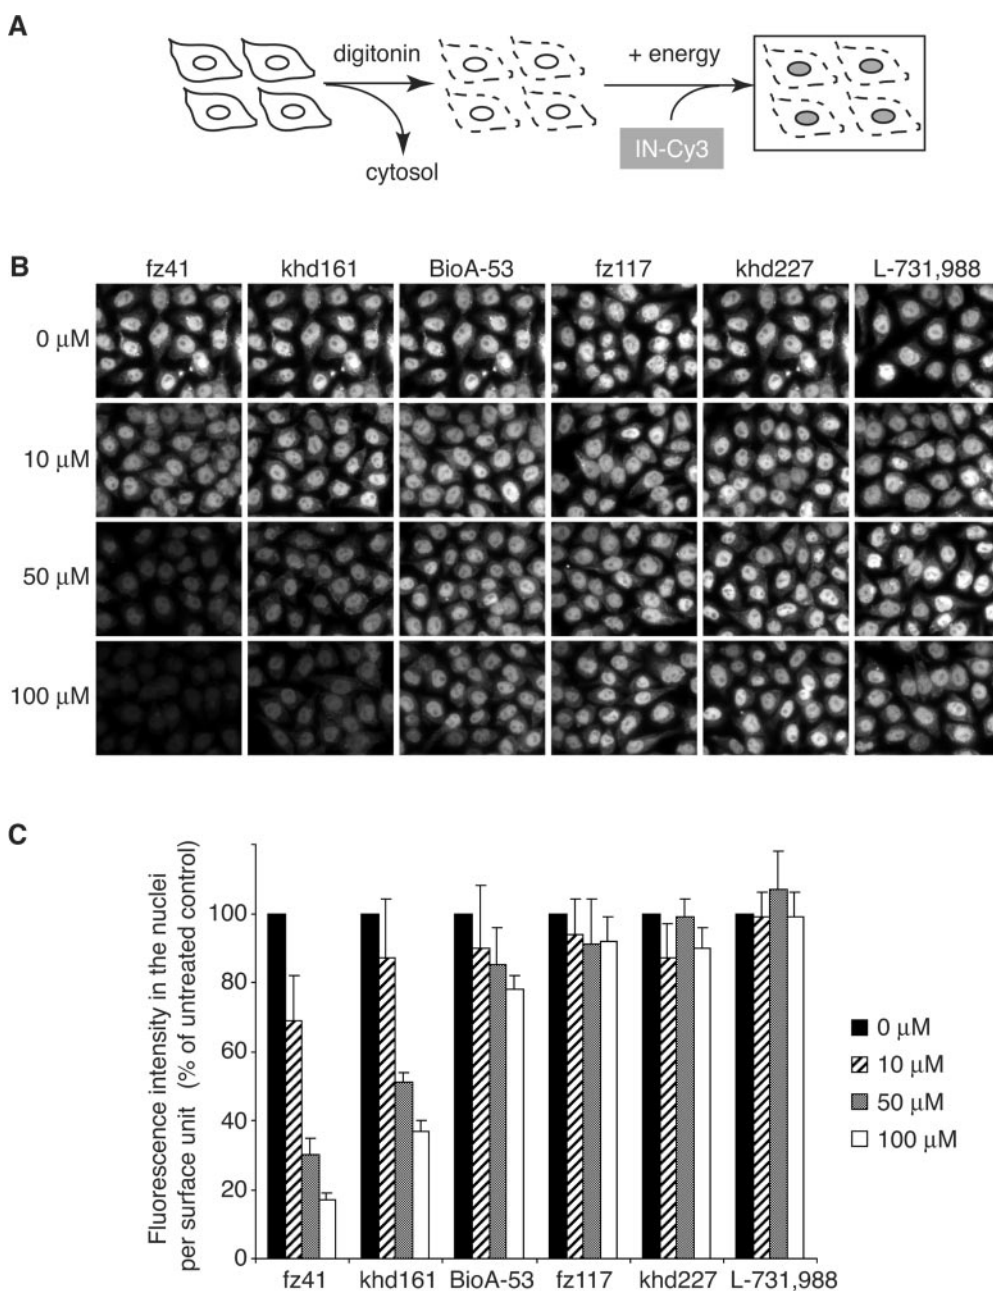 A
digitonin
+ energy
cytosol
IN-Cy3
B
fz41 khd161 BioA-53 fz117 khd227 L-731,988
0 μM
10 μM
50 μM
100 μM
C
Fluorescence intensity in the nuclei
per surface unit (% of untreated control)
100
80
60
40
20
0
fz41 khd161 BioA-53 fz117 khd227 L-731,988
0 μM
10 μM
50 μM
100 μM